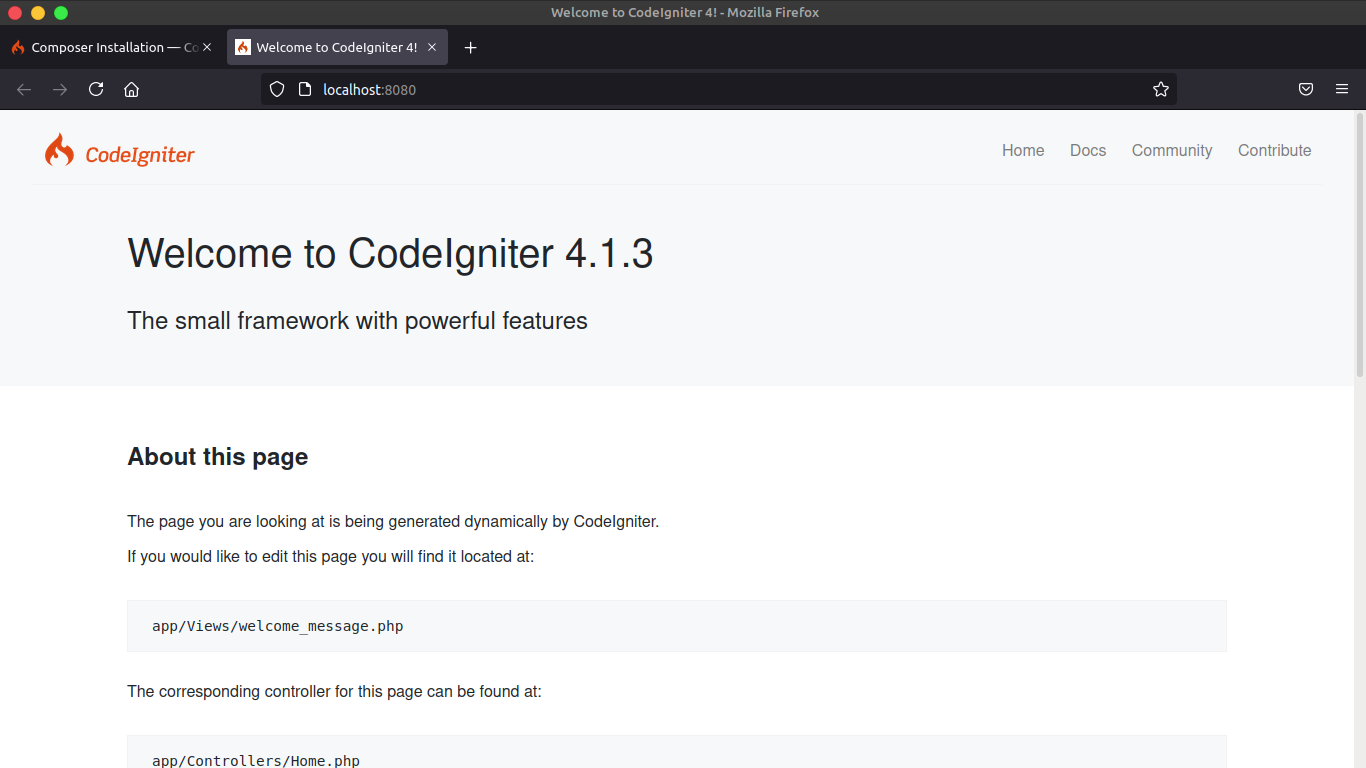 Welcome to CodeIgniter 4! - Mozilla Firefox
Composer Installation — Co
Welcome to CodeIgniter 4!
localhost:8080
CodeIgniter
Home Docs Community Contribute
Welcome to CodeIgniter 4.1.3
The small framework with powerful features
About this page
The page you are looking at is being generated dynamically by CodeIgniter.
If you would like to edit this page you will find it located at:
app/Views/welcome_message.php
The corresponding controller for this page can be found at:
app/Controllers/Home.php